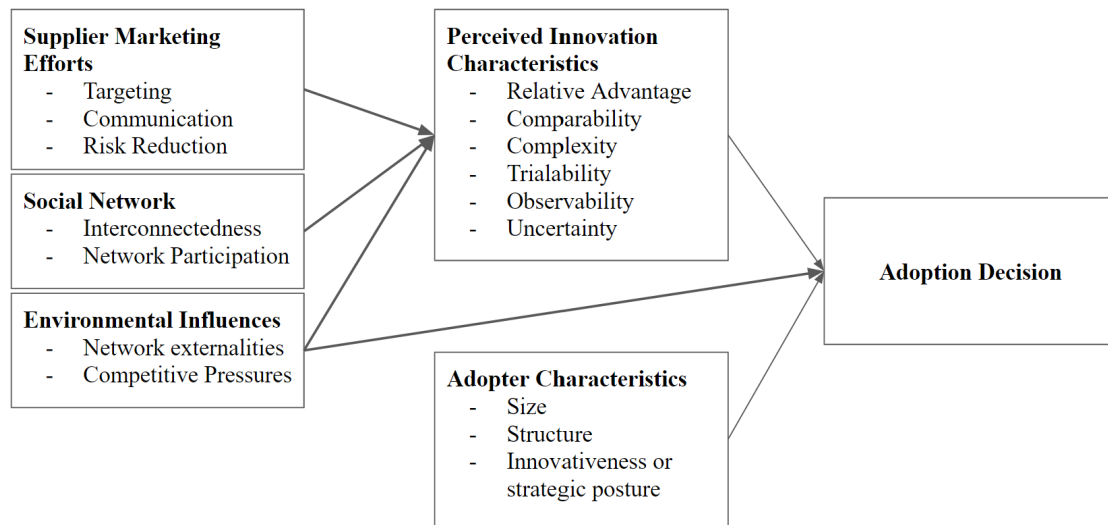 Supplier Marketing
Efforts
- Targeting
- Communication
- Risk Reduction
Social Network
- Interconnectedness
- Network Participation
Environmental Influences
- Network externalities
- Competitive Pressures
Perceived Innovation
Characteristics
- Relative Advantage
- Comparability
- Complexity
- Trialability
- Observability
- Uncertainty
Adopter Characteristics
- Size
- Structure
- Innovativeness or
strategic posture
Adoption Decision